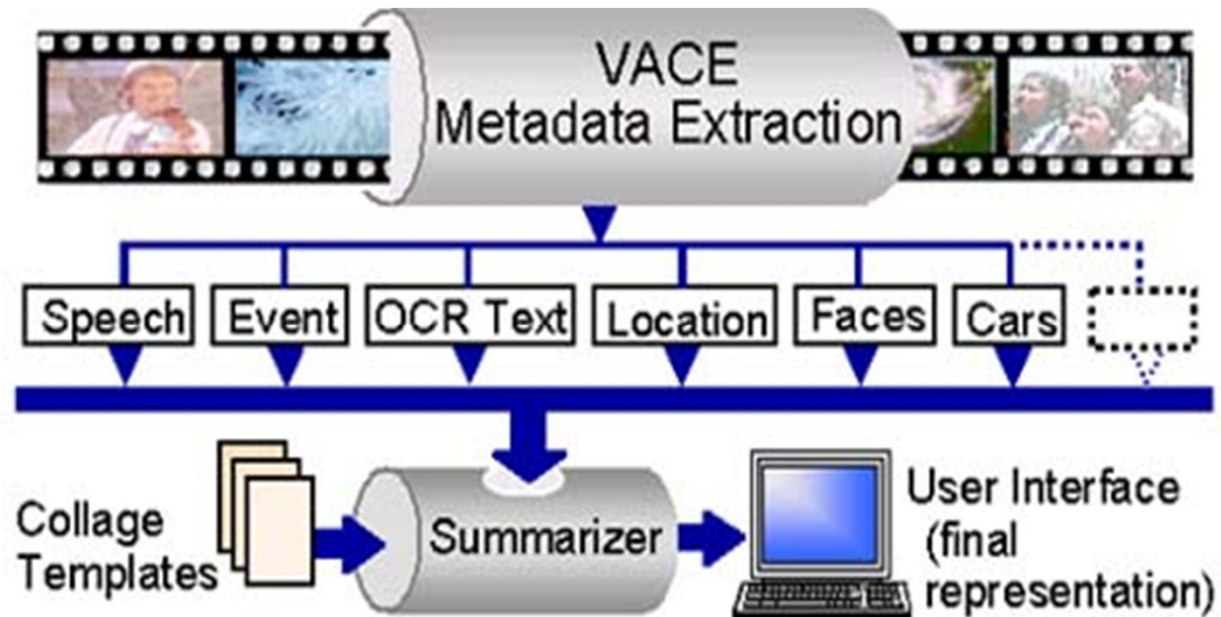 VACE
Metadata Extraction
Speech
Event
OCR Text
Location
Faces
Cars
Collage
Templates
Summarizer
User Interface
(final
representation)